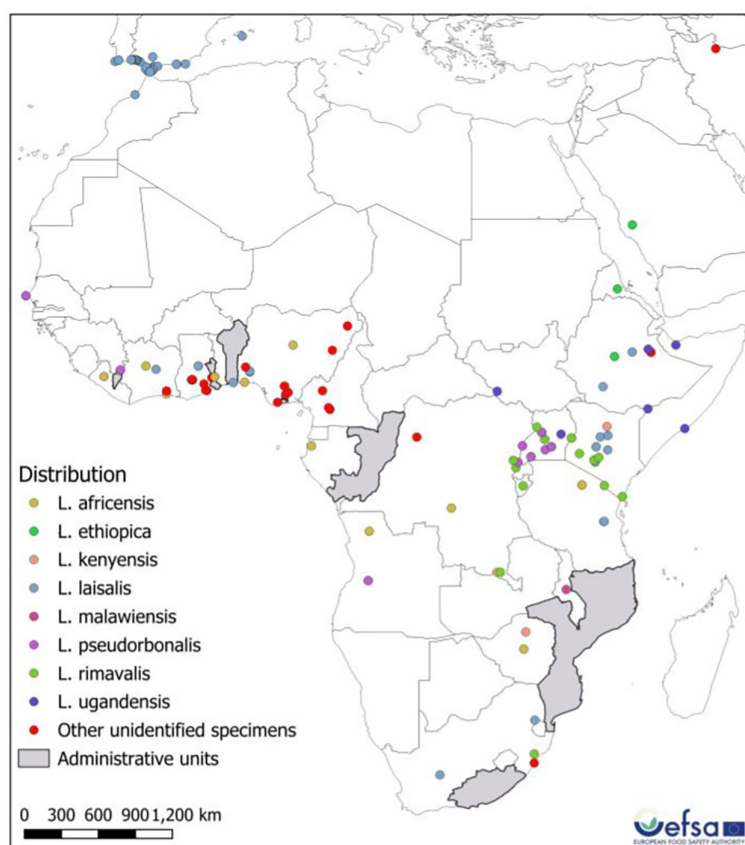 Distribution
L. africensis
L. ethiopica
L. kenyensis
L. laisalis
L. malawiensis
L. pseudorbonalis
L. rimavalis
L. ugandensis
Other unidentified specimens
Administrative units
0 300 600 900 1,200 km
efsa
EUROPEAN FOOD SAFETY AUTHORITY